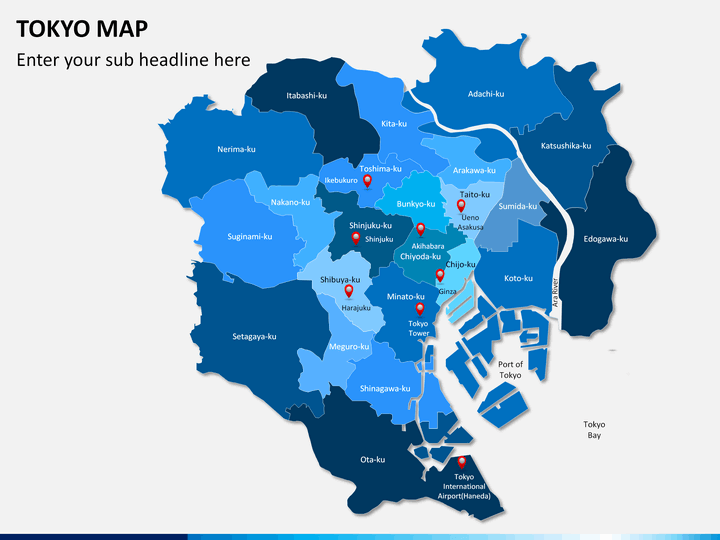 TOKYO MAP
Enter your sub headline here
Itabashi-ku
Adachi-ku
Kita-ku
Nerima-ku
Katsushika-ku
Toshima-ku
Ikebukuro
Arakawa-ku
Taito-ku
Nakano-ku
Bunkyo-ku
Sumida-ku
Ueno
Asakusa
Shinjuku-ku
Shinjuku
Suginami-ku
Edogawa-ku
Akihabara
Chiyoda-ku
Chijo-ku
Shibuya-ku
Koto-ku
Ara River
Ginza
Minato-ku
Harajuku
Tokyo
Tower
Setagaya-ku
Meguro-ku
Port of
Tokyo
Shinagawa-ku
Tokyo
Bay
Ota-ku
Tokyo
International
Airport(Haneda)